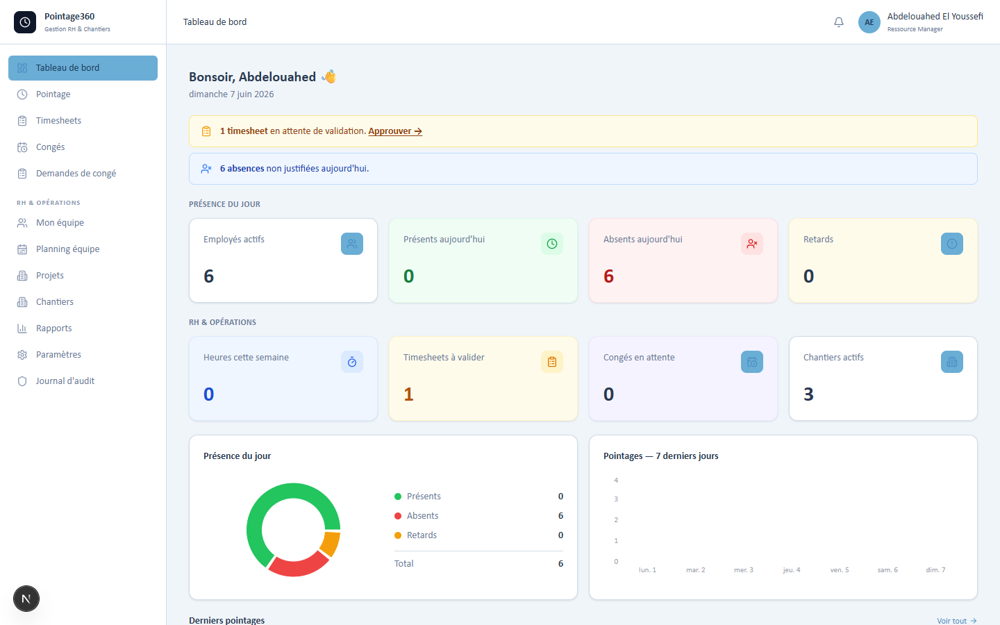 Pointage360
Gestion RH & Chantiers
Tableau de bord
AE
Abdelouahed El Youssefi
Ressource Manager
Tableau de bord
Pointage
Timesheets
Congés
Demandes de congé
RH & OPÉRATIONS
Mon équipe
Planning équipe
Projets
Chantiers
Rapports
Paramètres
Journal d'audit
N
Bonsoir, Abdelouahed 👋
dimanche 7 juin 2026
1 timesheet en attente de validation. Approuver →
6 absences non justifiées aujourd'hui.
PRÉSENCE DU JOUR
Employés actifs
6
Présents aujourd'hui
0
Absents aujourd'hui
6
Retards
0
RH & OPÉRATIONS
Heures cette semaine
0
Timesheets à valider
1
Congés en attente
0
Chantiers actifs
3
Présence du jour
Présents 0
Absents 6
Retards 0
Total 6
Pointages — 7 derniers jours
4
3
2
1
0
lun. 1 mar. 2 mer. 3 jeu. 4 ven. 5 sam. 6 dim. 7
Derniers pointages
Voir tout →